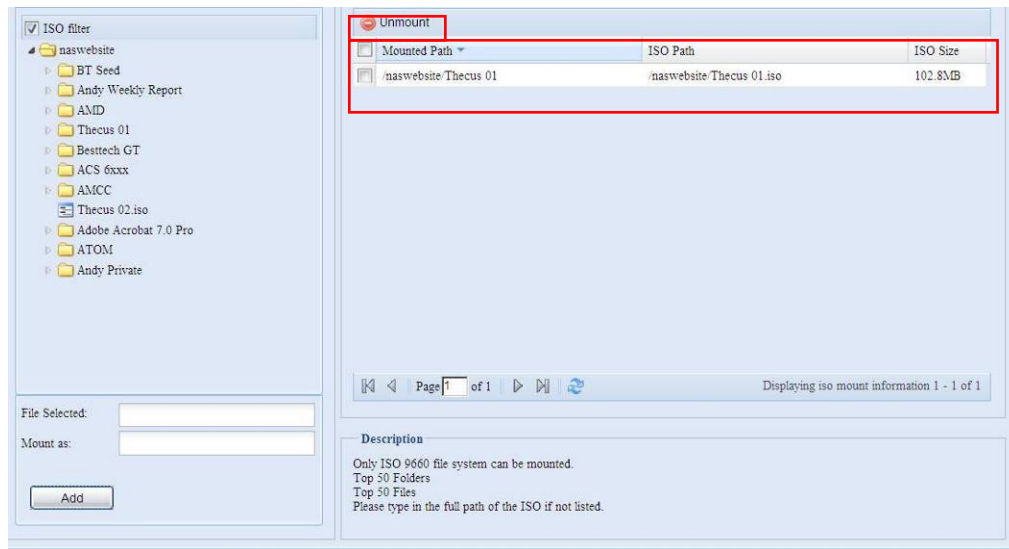 ISO filter
naswebsite
BT Seed
Andy Weekly Report
AMD
Thecus 01
Besttech GT
ACS 6xxx
AMCC
Thecus 02.iso
Adobe Acrobat 7.0 Pro
ATOM
Andy Private
File Selected:
Mount as:
Add
Unmount
Mounted Path ISO Path ISO Size
/naswebsite/Thecus 01 /naswebsite/Thecus 01.iso 102.8MB
Page 1 of 1 Displaying iso mount information 1 - 1 of 1
Description
Only ISO 9660 file system can be mounted.
Top 50 Folders
Top 50 Files
Please type in the full path of the ISO if not listed.